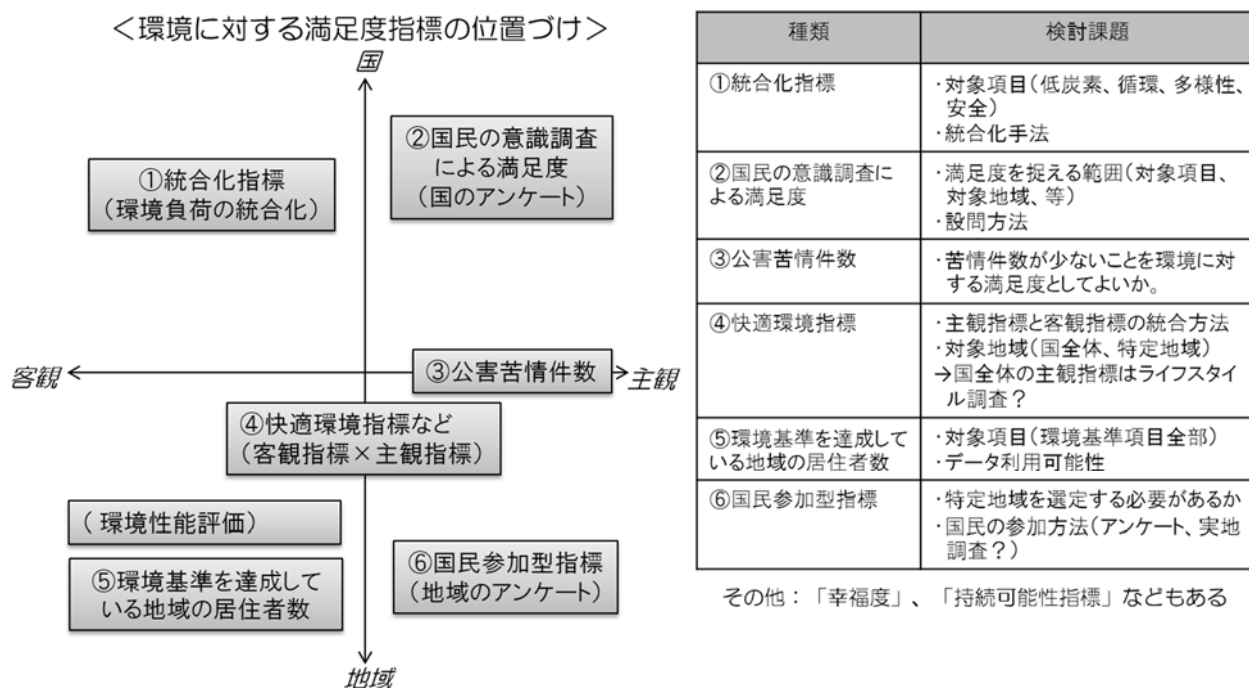 ＜環境に対する満足度指標の位置づけ＞
国
①統合化指標
（環境負荷の統合化）
②国民の意識調査
による満足度
（国のアンケート）
客観
③公害苦情件数
主観
④快適環境指標など
（客観指標×主観指標）
（環境性能評価）
⑤環境基準を達成して
いる地域の居住者数
⑥国民参加型指標
（地域のアンケート）
地域
種類
検討課題
①統合化指標
・対象項目（低炭素、循環、多様性、
安全）
・統合化手法
②国民の意識調査に
よる満足度
・満足度を捉える範囲（対象項目、
対象地域、等）
・設問方法
③公害苦情件数
・苦情件数が少ないことを環境に対
する満足度としてよいか。
④快適環境指標
・主観指標と客観指標の統合方法
・対象地域（国全体、特定地域）
→国全体の主観指標はライフスタイ
ル調査？
⑤環境基準を達成して
いる地域の居住者数
・対象項目（環境基準項目全部）
・データ利用可能性
⑥国民参加型指標
・特定地域を選定する必要があるか
・国民の参加方法（アンケート、実地
調査？）
その他：「幸福度」、「持続可能性指標」などもある